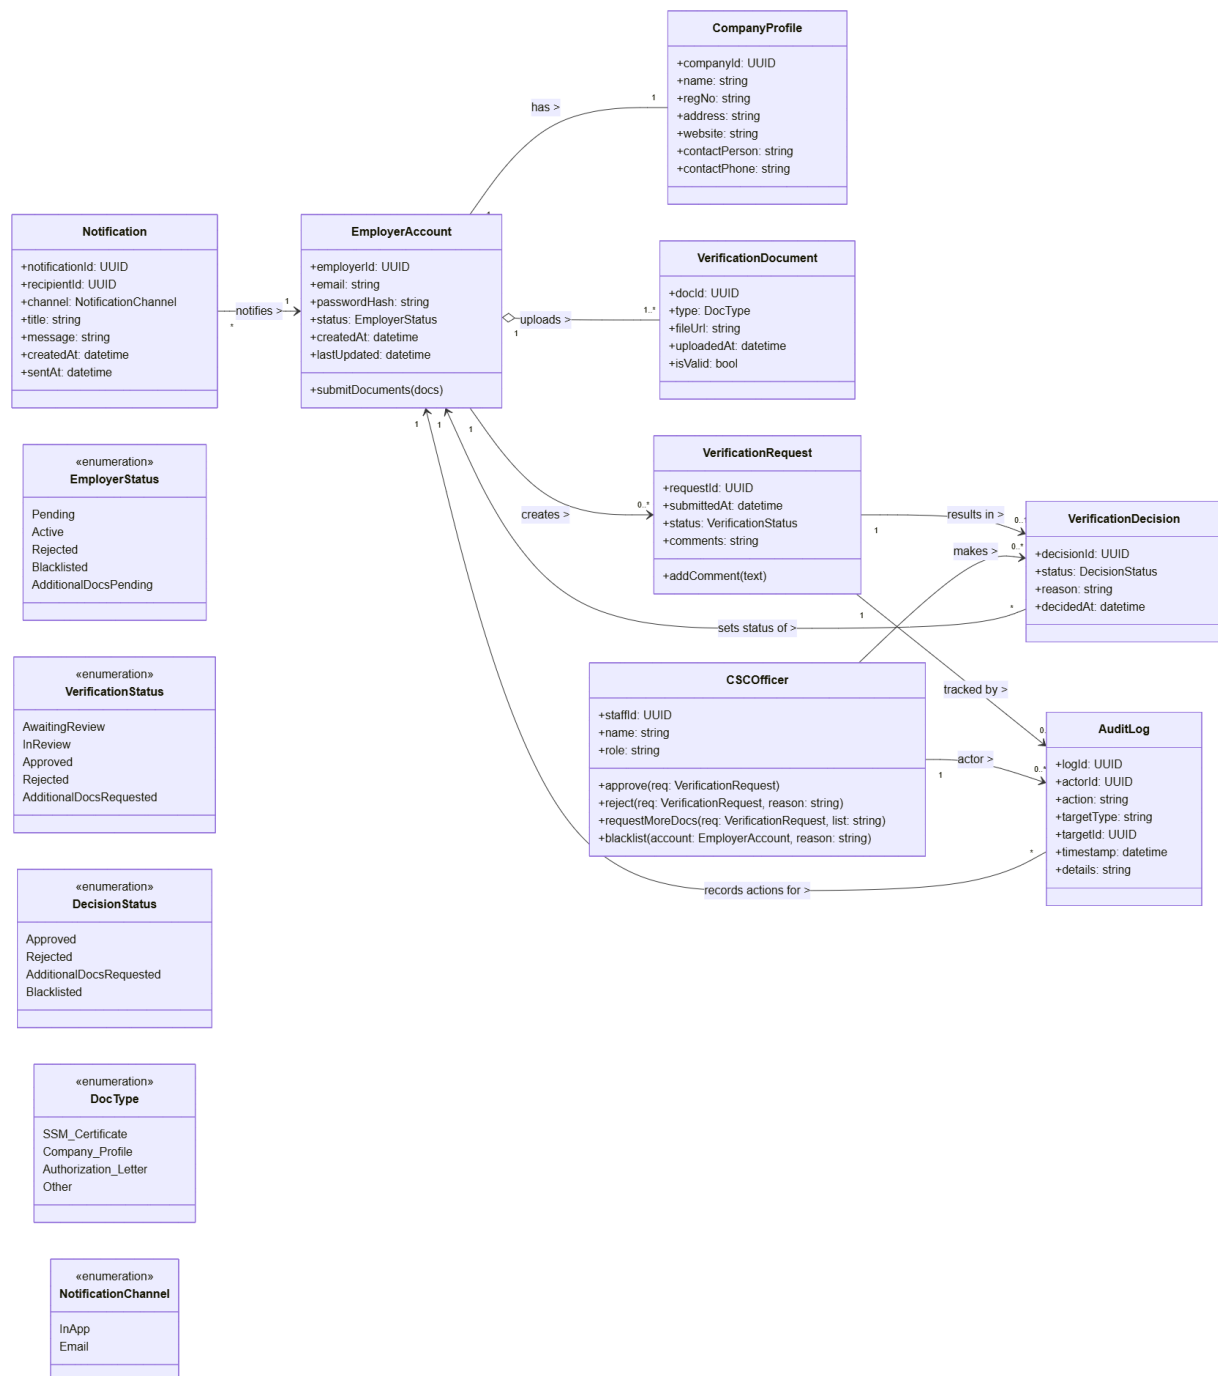 CompanyProfile
+companyId: UUID
+name: string
+regNo: string
+address: string
+website: string
+contactPerson: string
+contactPhone: string
has >
1
Notification
+notificationId: UUID
+recipientId: UUID
+channel: NotificationChannel
+title: string
+message: string
+createdAt: datetime
+sentAt: datetime
notifies >
1
*
EmployerAccount
+employerId: UUID
+email: string
+passwordHash: string
+status: EmployerStatus
+createdAt: datetime
+lastUpdated: datetime
+submitDocuments(docs)
uploads >
1
1..*
VerificationDocument
+docId: UUID
+type: DocType
+fileUrl: string
+uploadedAt: datetime
+isValid: bool
1
1
1
creates >
0..*
VerificationRequest
+requestId: UUID
+submittedAt: datetime
+status: VerificationStatus
+comments: string
+addComment(text)
results in >
1
makes >
0..*
VerificationDecision
+decisionId: UUID
+status: DecisionStatus
+reason: string
+decidedAt: datetime
sets status of >
*
1
tracked by >
CSCOfficer
+staffId: UUID
+name: string
+role: string
+approve(req: VerificationRequest)
+reject(req: VerificationRequest, reason: string)
+requestMoreDocs(req: VerificationRequest, list: string)
+blacklist(account: EmployerAccount, reason: string)
actor >
1
0..*
AuditLog
+logId: UUID
+actorId: UUID
+action: string
+targetType: string
+targetId: UUID
+timestamp: datetime
+details: string
records actions for >
*
«enumeration»
EmployerStatus
Pending
Active
Rejected
Blacklisted
AdditionalDocsPending
«enumeration»
VerificationStatus
AwaitingReview
InReview
Approved
Rejected
AdditionalDocsRequested
«enumeration»
DecisionStatus
Approved
Rejected
AdditionalDocsRequested
Blacklisted
«enumeration»
DocType
SSM_Certificate
Company_Profile
Authorization_Letter
Other
«enumeration»
NotificationChannel
InApp
Email